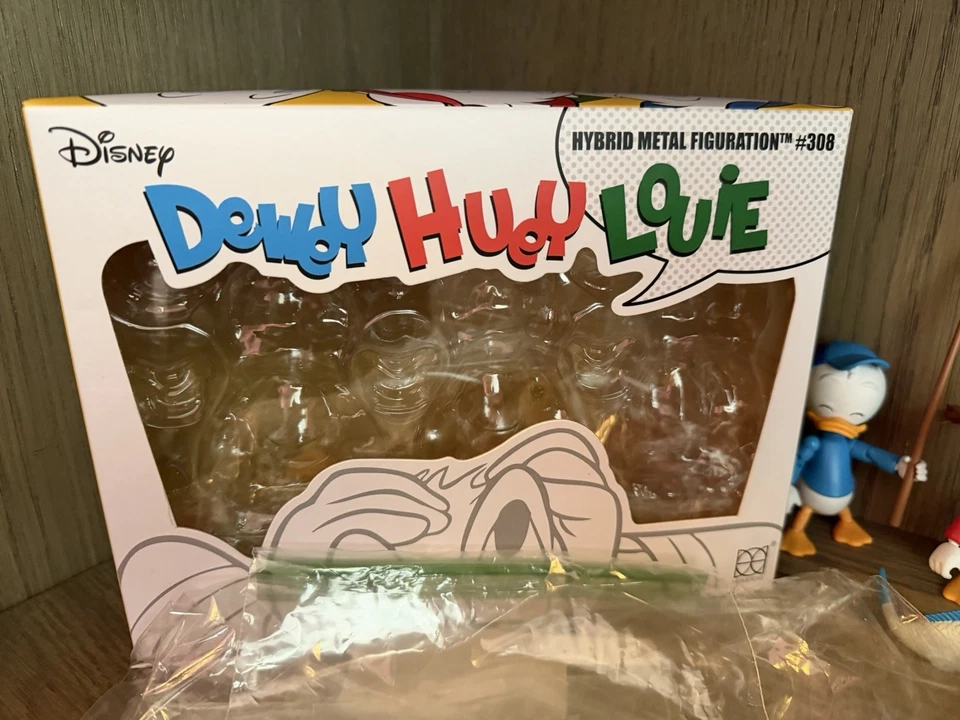 Disney
HYBRID METAL FIGURATION™ #308
Dewey Huey Louie